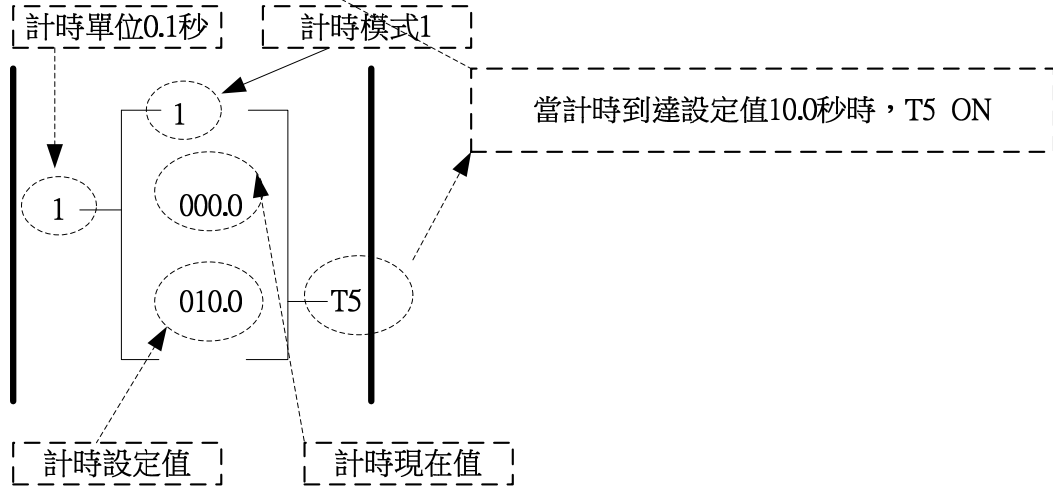 計時單位0.1秒
計時模式1
當計時到達設定值10.0秒時，T5 ON
1
000.0
1
010.0
T5
計時設定值
計時現在值